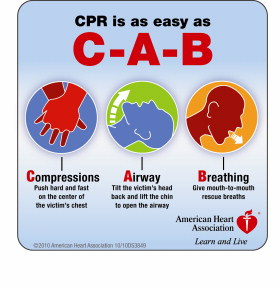 CPR is as easy as
C-A-B
Compressions
Push hard and fast
on the center of
the victim's chest
Airway
Tilt the victim's head
back and lift the chin
to open the airway
Breathing
Give mouth-to-mouth
rescue breaths
American Heart
Association
Learn and Live
©2010 American Heart Association 10/10DS3849